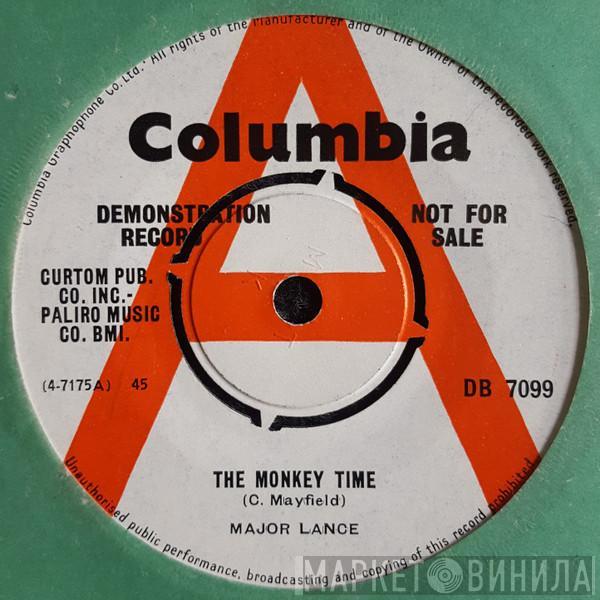 Columbia Graphophone Co. Ltd. All rights of the Manufacturer and of the Owner of the recorded work reserved.
Columbia
DEMONSTRATION
RECORD
NOT FOR
SALE
CURTOM PUB.
CO. INC.-
PALIRO MUSIC
CO. BMI.
(4-7175A) 45
DB 7099
THE MONKEY TIME
(C. Mayfield)
MAJOR LANCE
Unauthorised public performance, broadcasting and copying of this record prohibited.
МАРКЕТ ВИНИЛА